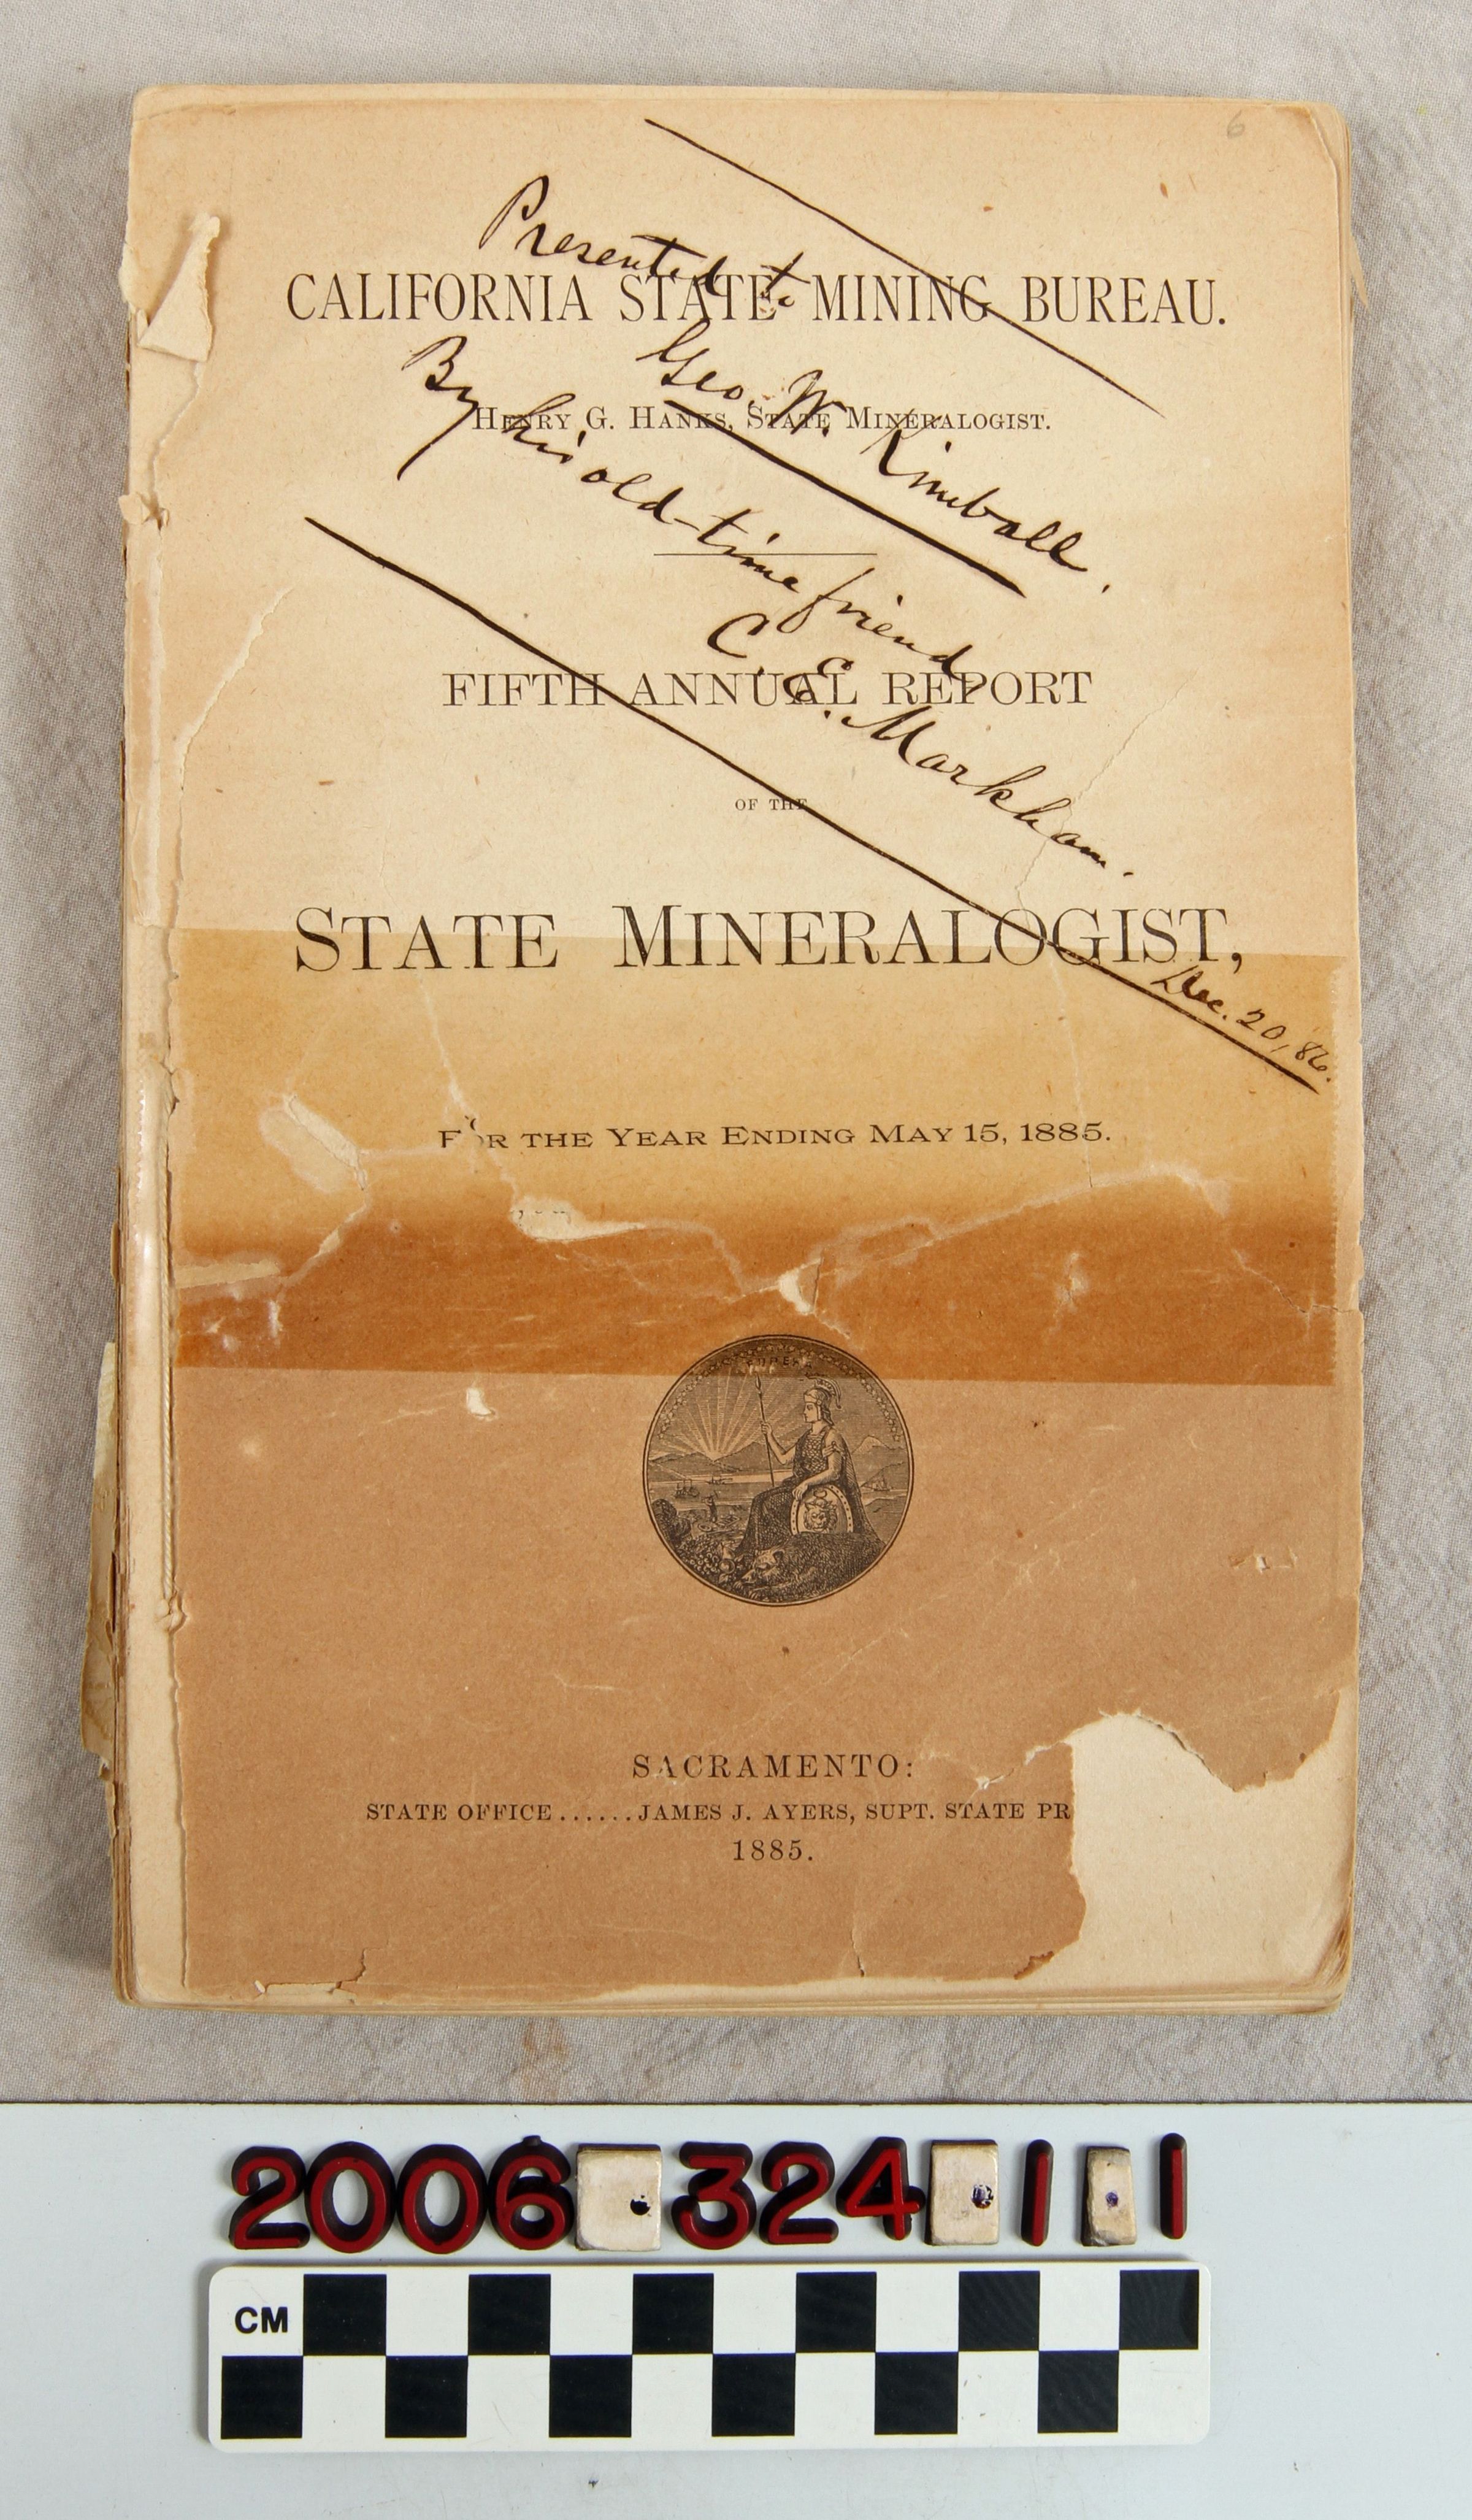 6
Presented to
Geo. W. Kimball.
By his old-time friend
C. E. Markham.
Dec. 20, 86.
CALIFORNIA STATE MINING BUREAU.
HENRY G. HANKS, STATE MINERALOGIST.
FIFTH ANNUAL REPORT
OF THE
STATE MINERALOGIST,
FOR THE YEAR ENDING MAY 15, 1885.
EUREKA
SACRAMENTO:
STATE OFFICE......JAMES J. AYERS, SUPT. STATE PR
1885.
2006.324.1.1
CM